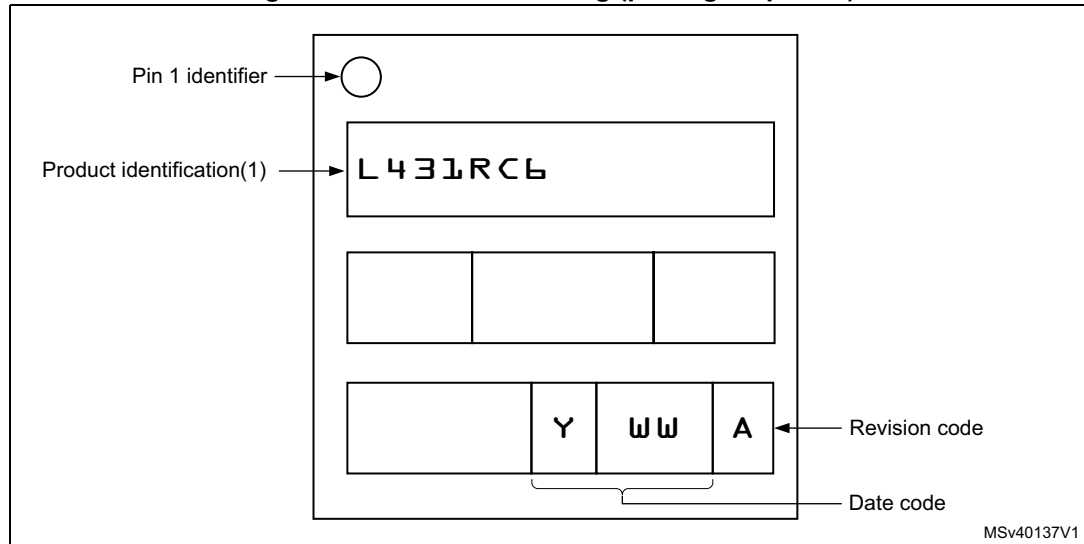 Pin 1 identifier
Product identification(1)
L431RC6
Y WW A
Revision code
Date code
MSv40137V1